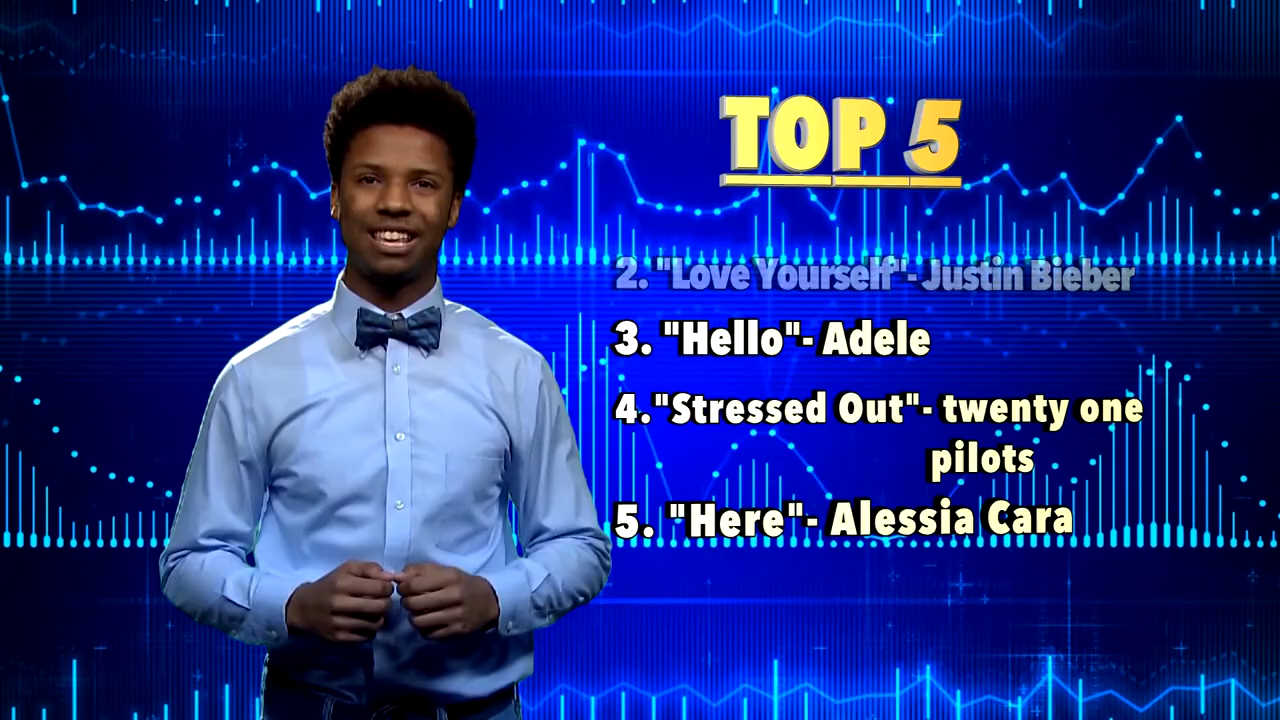 TOP 5
2. "Love Yourself"- Justin Bieber
3. "Hello"- Adele
4."Stressed Out"- twenty one
pilots
5. "Here"- Alessia Cara